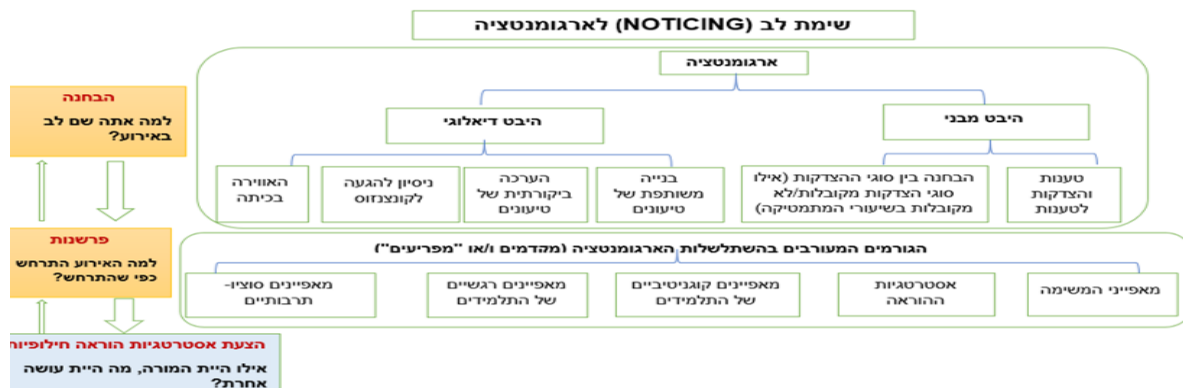 שימת לב (NOTICING) לארגומנטציה
ארגומנטציה
היבט מבני
היבט דיאלוגי
טענות
והצדקות
לטענות
הבחנה בין סוגי ההצדקות (אילו
סוגי הצדקות מקובלות/לא
מקובלות בשיעורי המתמטיקה)
בנייה
משותפת של
טיעונים
הערכה
ביקורתית של
טיעונים
ניסיון להגעה
לקונצנזוס
האווירה
בכיתה
הגורמים המעורבים בהשתלשלות הארגומנטציה (מקדמים ו/או "מפריעים")
מאפייני המשימה
אסטרטגיות
ההוראה
מאפיינים קוגניטיביים
של התלמידים
מאפיינים רגשיים
של התלמידים
מאפיינים סוציו-
תרבותיים
הבחנה
למה אתה שם לב
באירוע?
פרשנות
למה האירוע התרחש
כפי שהתרחש?
הצעת אסטרטגיות הוראה חילופיות
אילו היית המורה, מה היית עושה
אחרת?